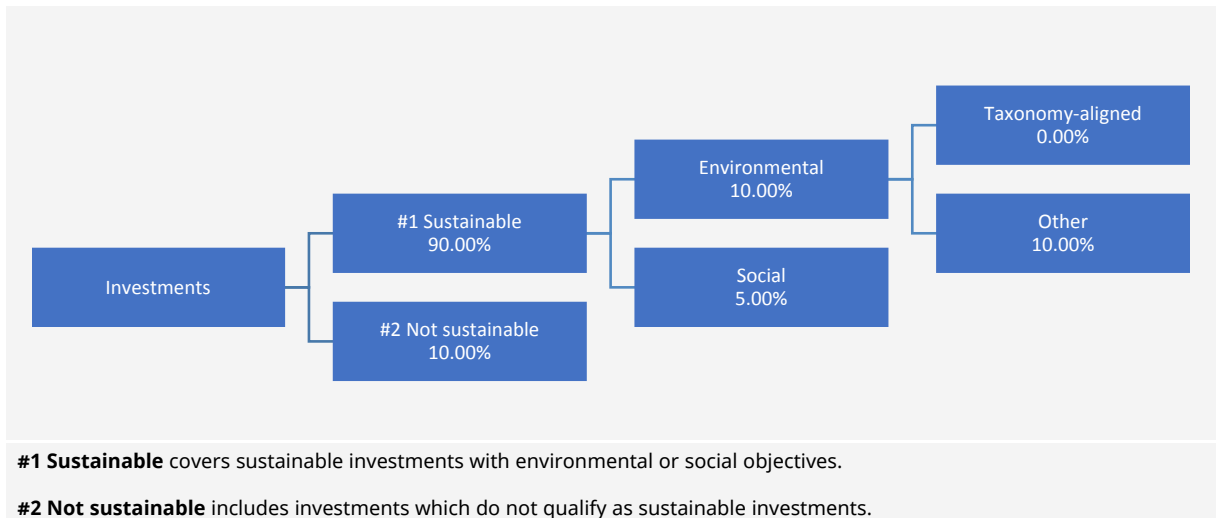 Investments
#1 Sustainable
90.00%
#2 Not sustainable
10.00%
Environmental
10.00%
Social
5.00%
Taxonomy-aligned
0.00%
Other
10.00%
#1 Sustainable covers sustainable investments with environmental or social objectives.
#2 Not sustainable includes investments which do not qualify as sustainable investments.